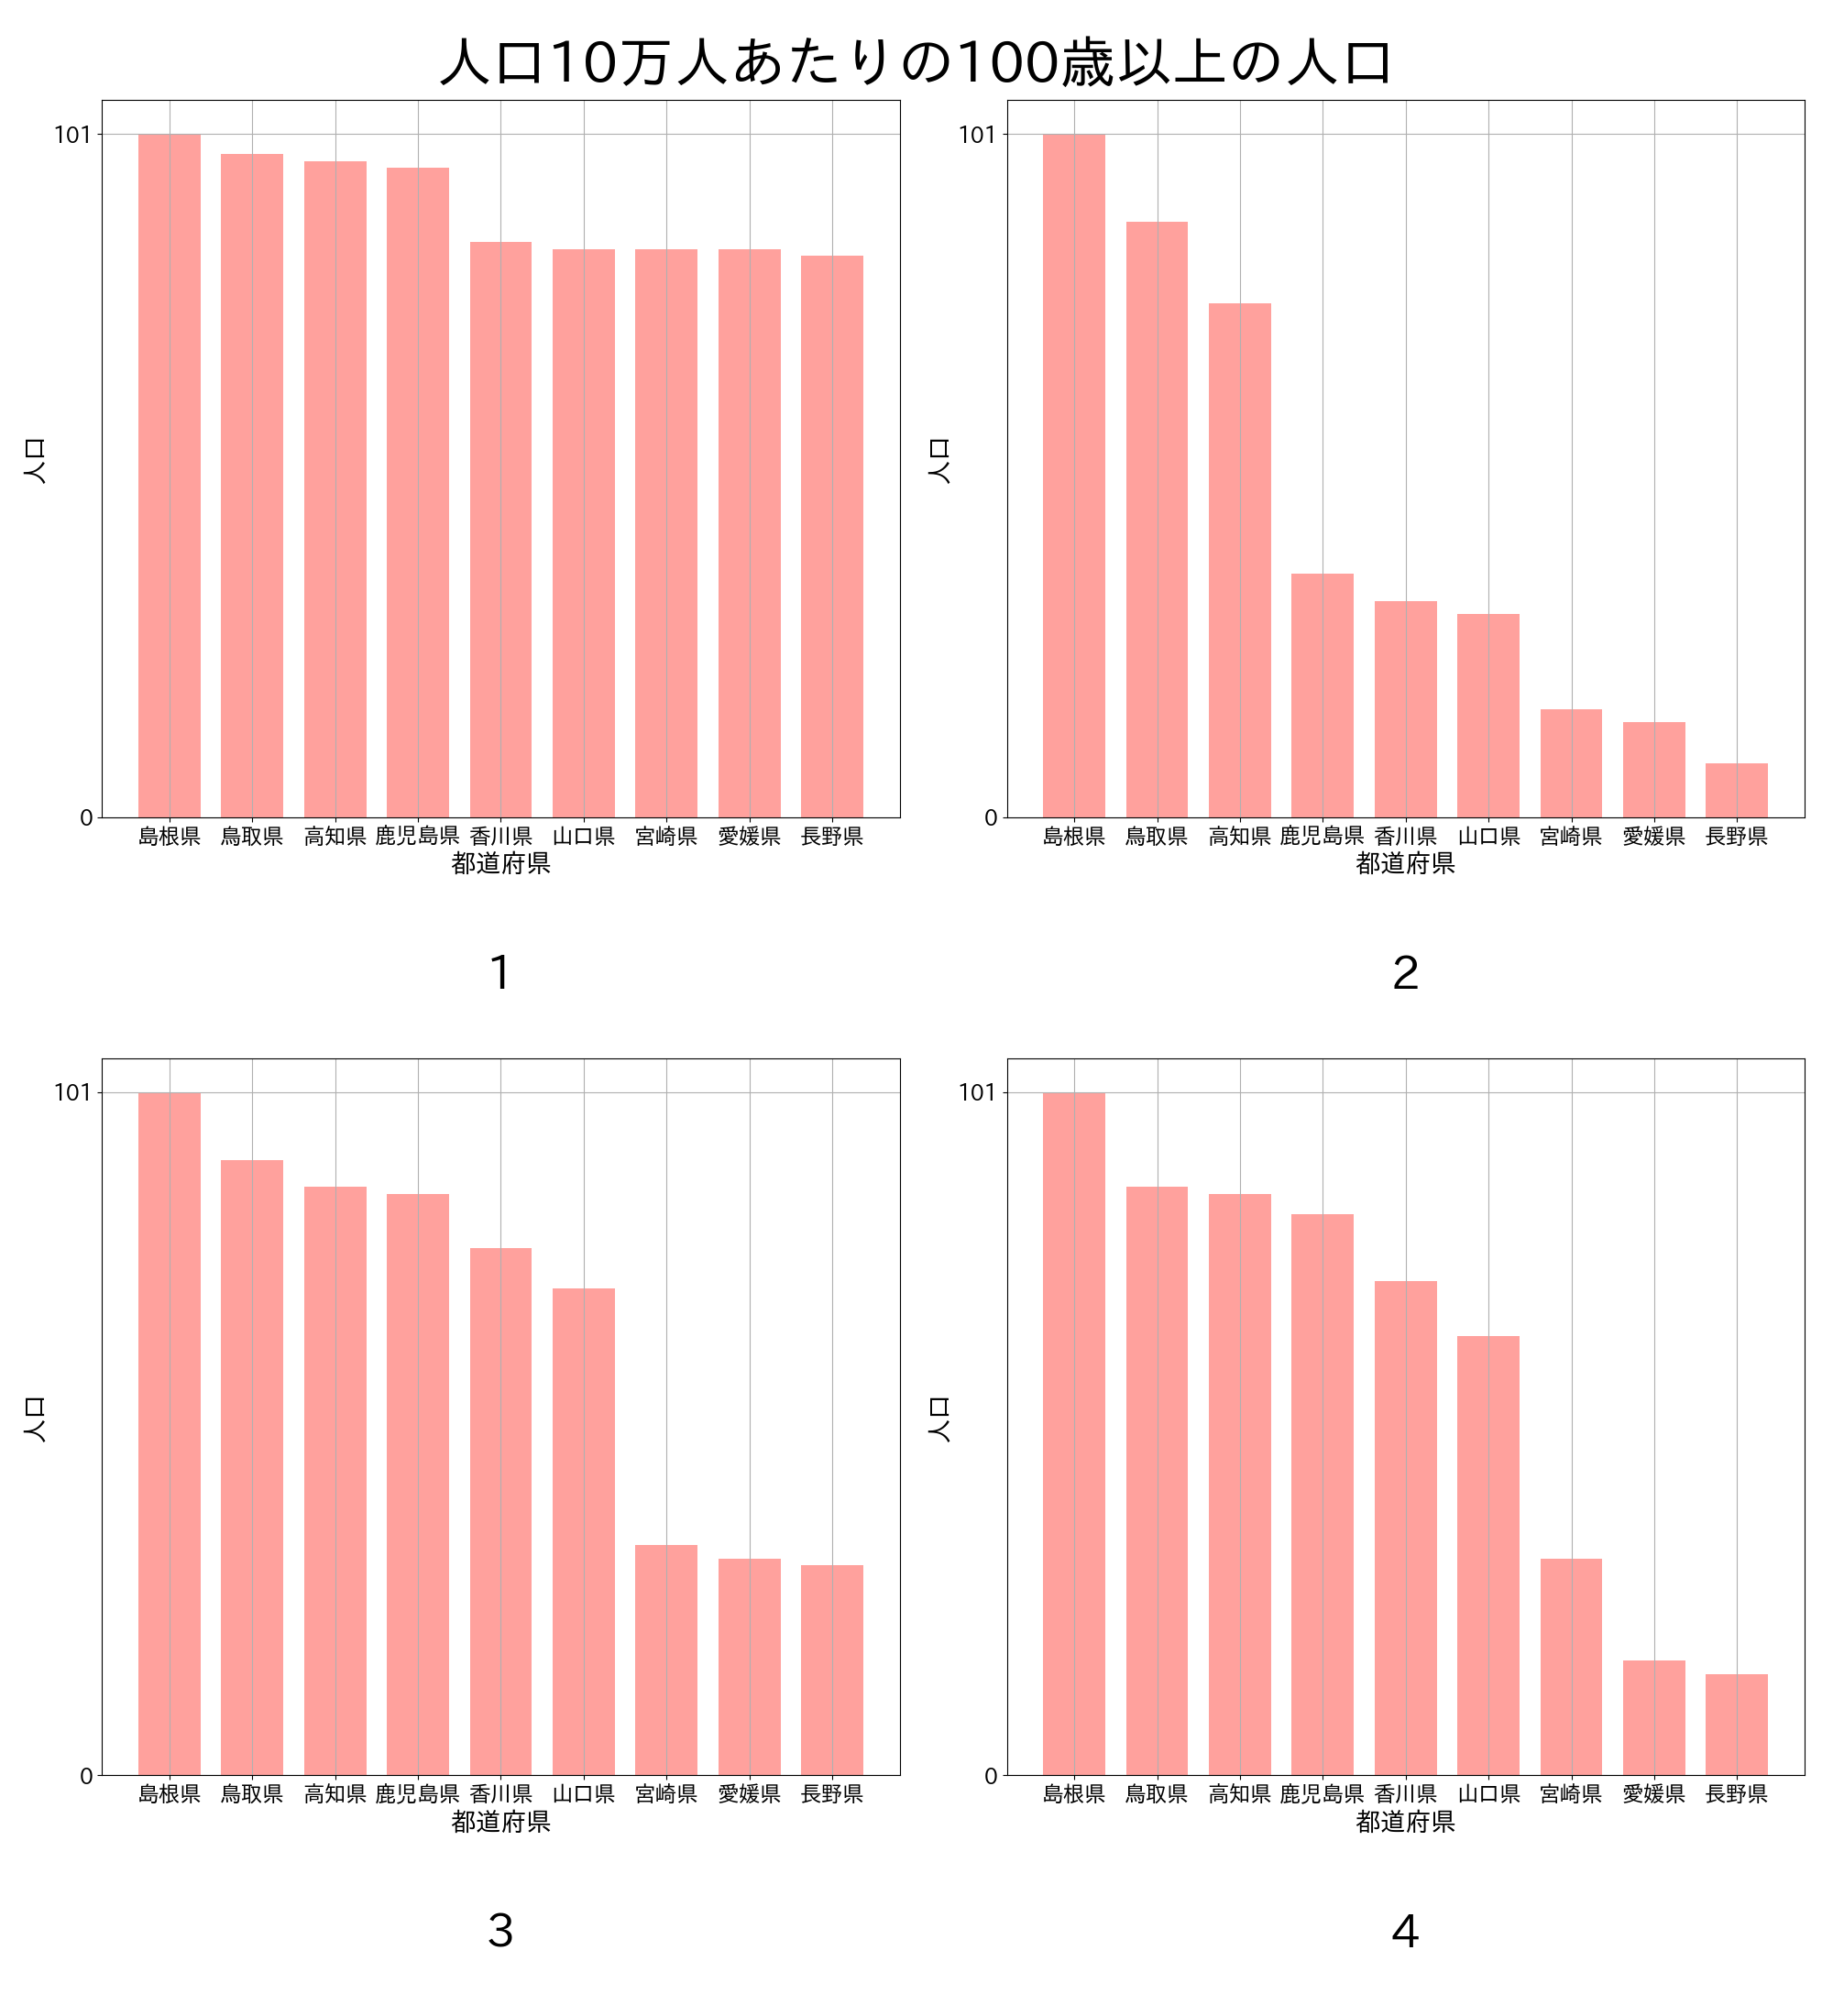 人口10万人あたりの100歳以上の人口
101
0
人口
島根県 鳥取県 高知県 鹿児島県 香川県 山口県 宮崎県 愛媛県 長野県
都道府県
1
101
0
人口
島根県 鳥取県 高知県 鹿児島県 香川県 山口県 宮崎県 愛媛県 長野県
都道府県
2
101
0
人口
島根県 鳥取県 高知県 鹿児島県 香川県 山口県 宮崎県 愛媛県 長野県
都道府県
3
101
0
人口
島根県 鳥取県 高知県 鹿児島県 香川県 山口県 宮崎県 愛媛県 長野県
都道府県
4